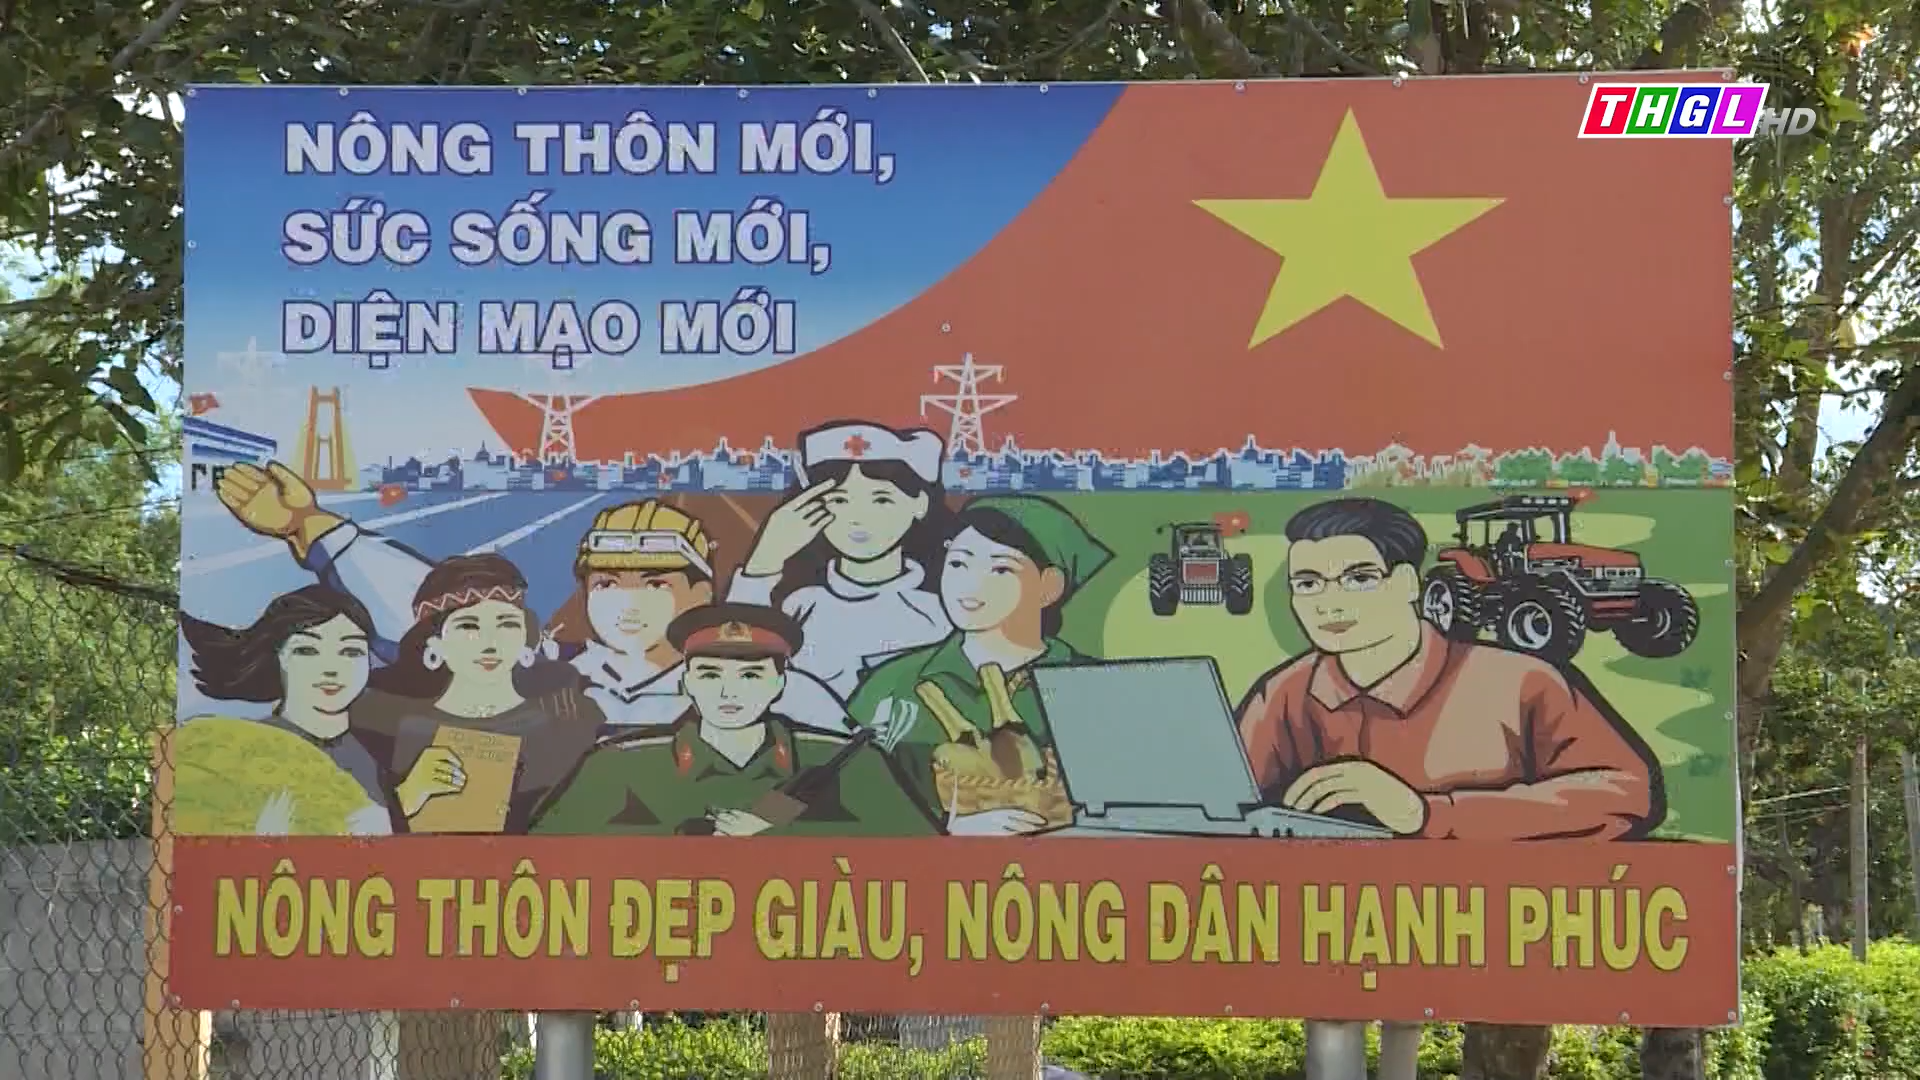 THGL HD
NÔNG THÔN MỚI,
SỨC SỐNG MỚI,
DIỆN MẠO MỚI
NÔNG THÔN ĐẸP GIÀU, NÔNG DÂN HẠNH PHÚC